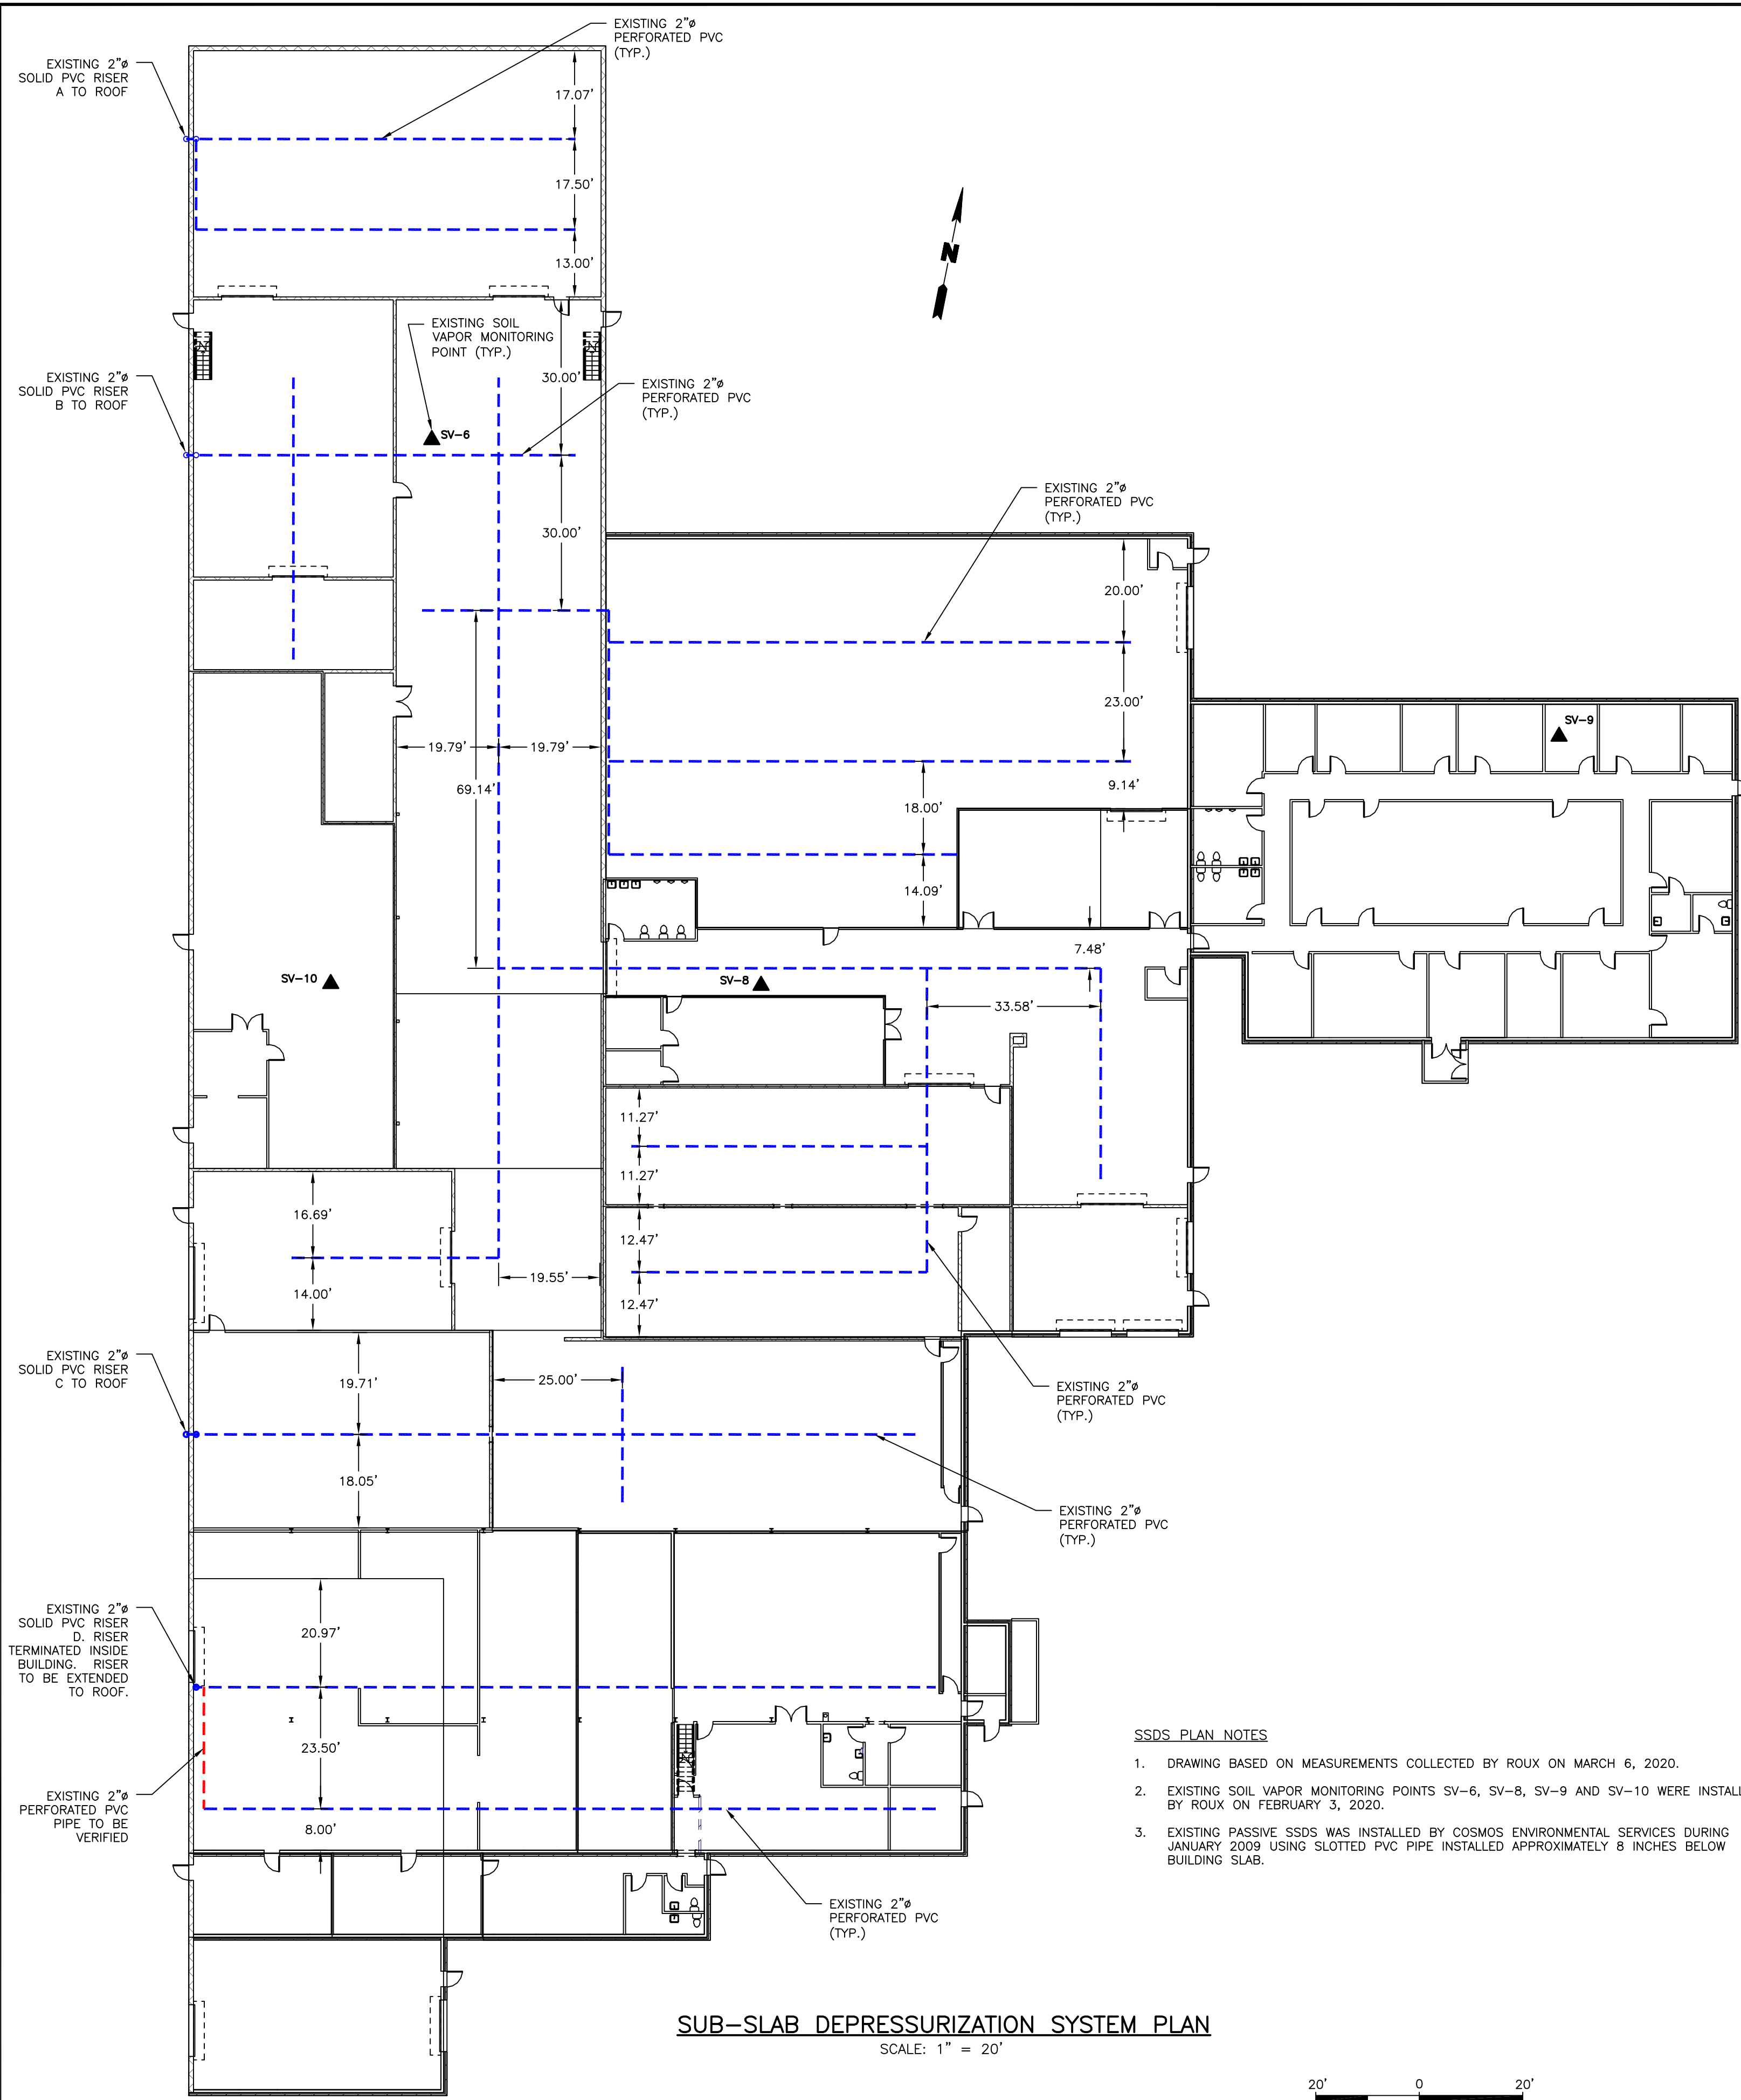 EXISTING 2"ø
PERFORATED PVC
(TYP.)
EXISTING 2"ø
SOLID PVC RISER
A TO ROOF
17.07'
17.50'
13.00'
N
EXISTING SOIL
VAPOR MONITORING
POINT (TYP.)
30.00'
EXISTING 2"ø
SOLID PVC RISER
B TO ROOF
EXISTING 2"ø
PERFORATED PVC
(TYP.)
SV-6
30.00'
EXISTING 2"ø
PERFORATED PVC
(TYP.)
20.00'
23.00'
SV-9
19.79'
19.79'
69.14'
9.14'
18.00'
14.09'
7.48'
SV-10
SV-8
33.58'
11.27'
11.27'
16.69'
12.47'
19.55'
14.00'
12.47'
EXISTING 2"ø
SOLID PVC RISER
C TO ROOF
19.71'
25.00'
EXISTING 2"ø
PERFORATED PVC
(TYP.)
18.05'
EXISTING 2"ø
PERFORATED PVC
(TYP.)
EXISTING 2"ø
SOLID PVC RISER
D. RISER
TERMINATED INSIDE
BUILDING. RISER
TO BE EXTENDED
TO ROOF.
20.97'
23.50'
EXISTING 2"ø
PERFORATED PVC
PIPE TO BE
VERIFIED
8.00'
EXISTING 2"ø
PERFORATED PVC
(TYP.)
SSDS PLAN NOTES
1. DRAWING BASED ON MEASUREMENTS COLLECTED BY ROUX ON MARCH 6, 2020.
2. EXISTING SOIL VAPOR MONITORING POINTS SV-6, SV-8, SV-9 AND SV-10 WERE INSTALL
BY ROUX ON FEBRUARY 3, 2020.
3. EXISTING PASSIVE SSDS WAS INSTALLED BY COSMOS ENVIRONMENTAL SERVICES DURING
JANUARY 2009 USING SLOTTED PVC PIPE INSTALLED APPROXIMATELY 8 INCHES BELOW
BUILDING SLAB.
SUB-SLAB DEPRESSURIZATION SYSTEM PLAN
SCALE: 1" = 20'
20' 0 20'